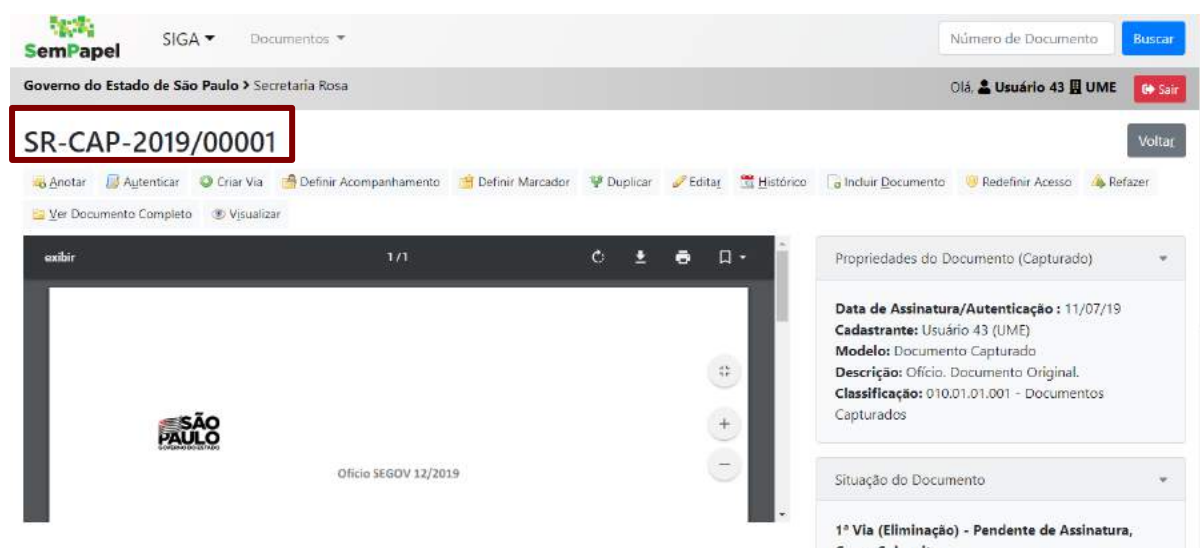 SemPapel
SIGA
Documentos
Número de Documento
Buscar
Governo do Estado de São Paulo > Secretaria Rosa
Olá, Usuário 43 UME
Sair
SR-CAP-2019/00001
Voltar
Anotar Autenticar Criar Via Definir Acompanhamento Definir Marcador Duplicar Editar Histórico Incluir Documento Redefinir Acesso Refazer
Ver Documento Completo Visualizar
exibir
1 / 1
SÃO
PAULO
GOVERNO DO ESTADO
Ofício SEGOV 12/2019
Propriedades do Documento (Capturado)
Data de Assinatura/Autenticação : 11/07/19
Cadastrante: Usuário 43 (UME)
Modelo: Documento Capturado
Descrição: Ofício. Documento Original.
Classificação: 010.01.01.001 - Documentos
Capturados
Situação do Documento
1ª Via (Eliminação) - Pendente de Assinatura,